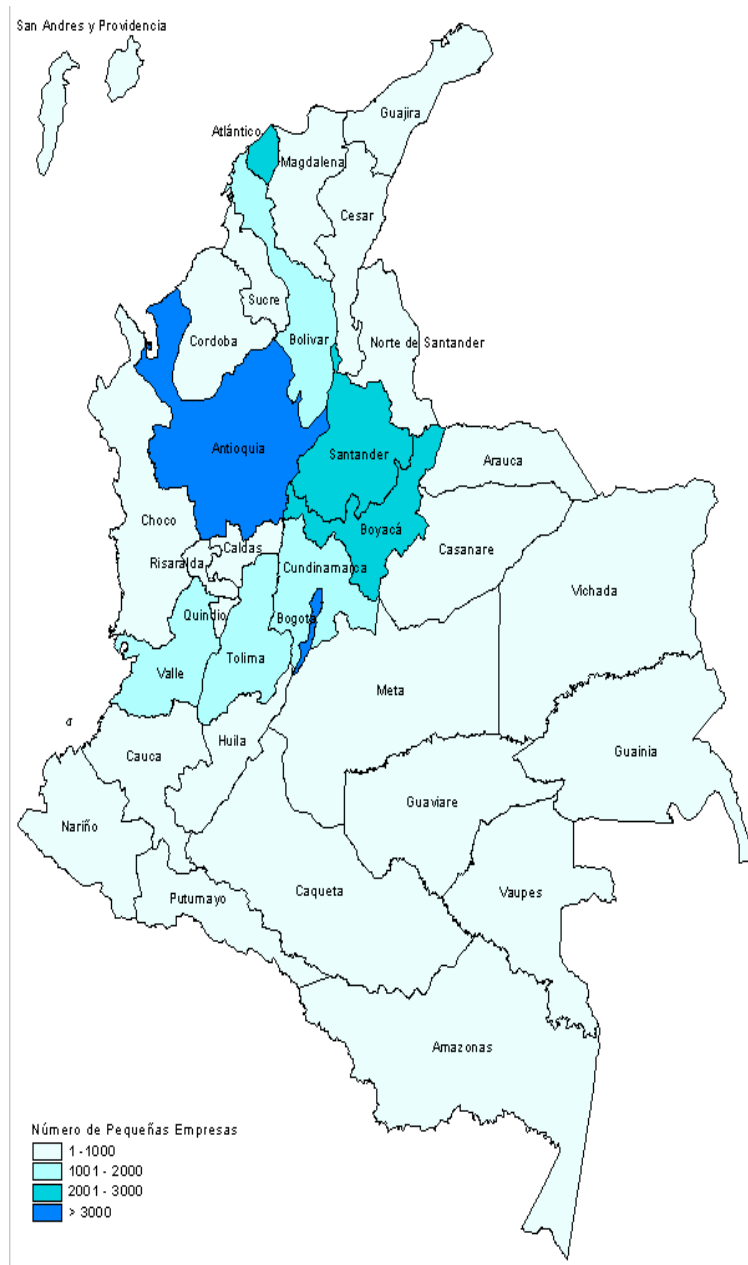 San Andres y Providencia
Guajira
Atlántico
Magdalena
Cesar
Sucre
Cordoba
Bolivar
Norte de Santander
Antioquia
Santander
Arauca
Choco
Boyacá
Caldas
Casanare
Risaralda
Cundinamarca
Vichada
Quindio
Bogotá
Tolima
Valle
Meta
Huila
Guainia
Cauca
Guaviare
Nariño
Caqueta
Vaupes
Putumayo
Amazonas
Número de Pequeñas Empresas
1 -1000
1001 - 2000
2001 - 3000
> 3000